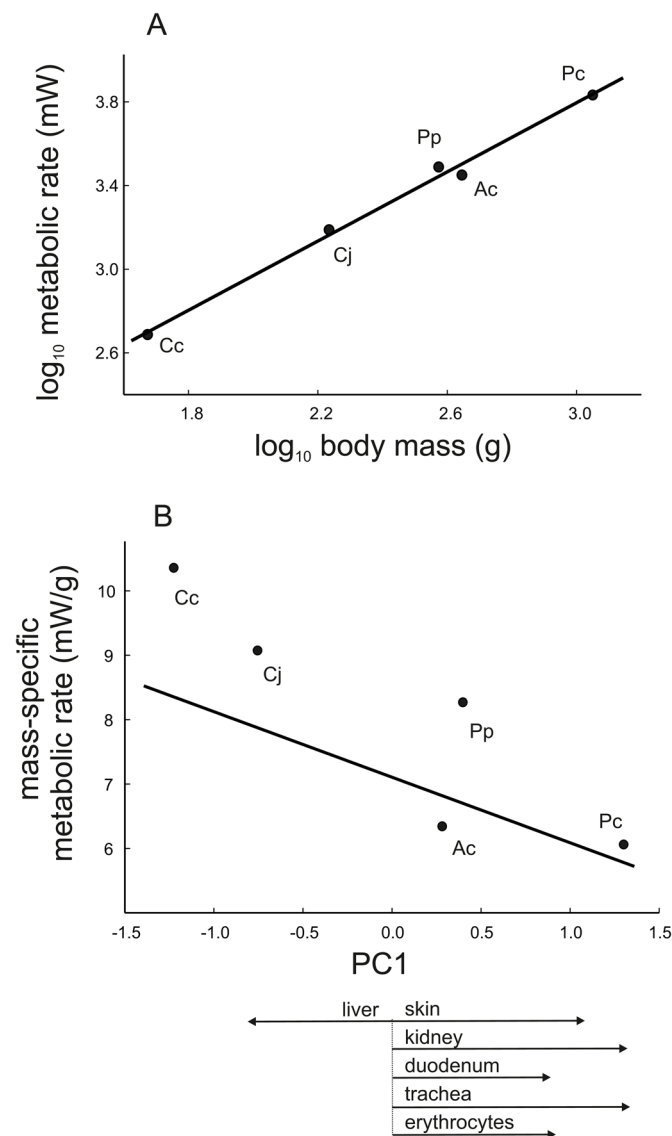 A
log10 metabolic rate (mW)
3.8
3.4
3.0
2.6
Pc
Pp
Ac
Cj
Cc
1.8 2.2 2.6 3.0
log10 body mass (g)
B
mass-specific
metabolic rate (mW/g)
10
9
8
7
6
Cc
Cj
Pp
Pc
Ac
-1.5 -1.0 -0.5 0.0 0.5 1.0 1.5
PC1
liver skin
kidney
duodenum
trachea
erythrocytes